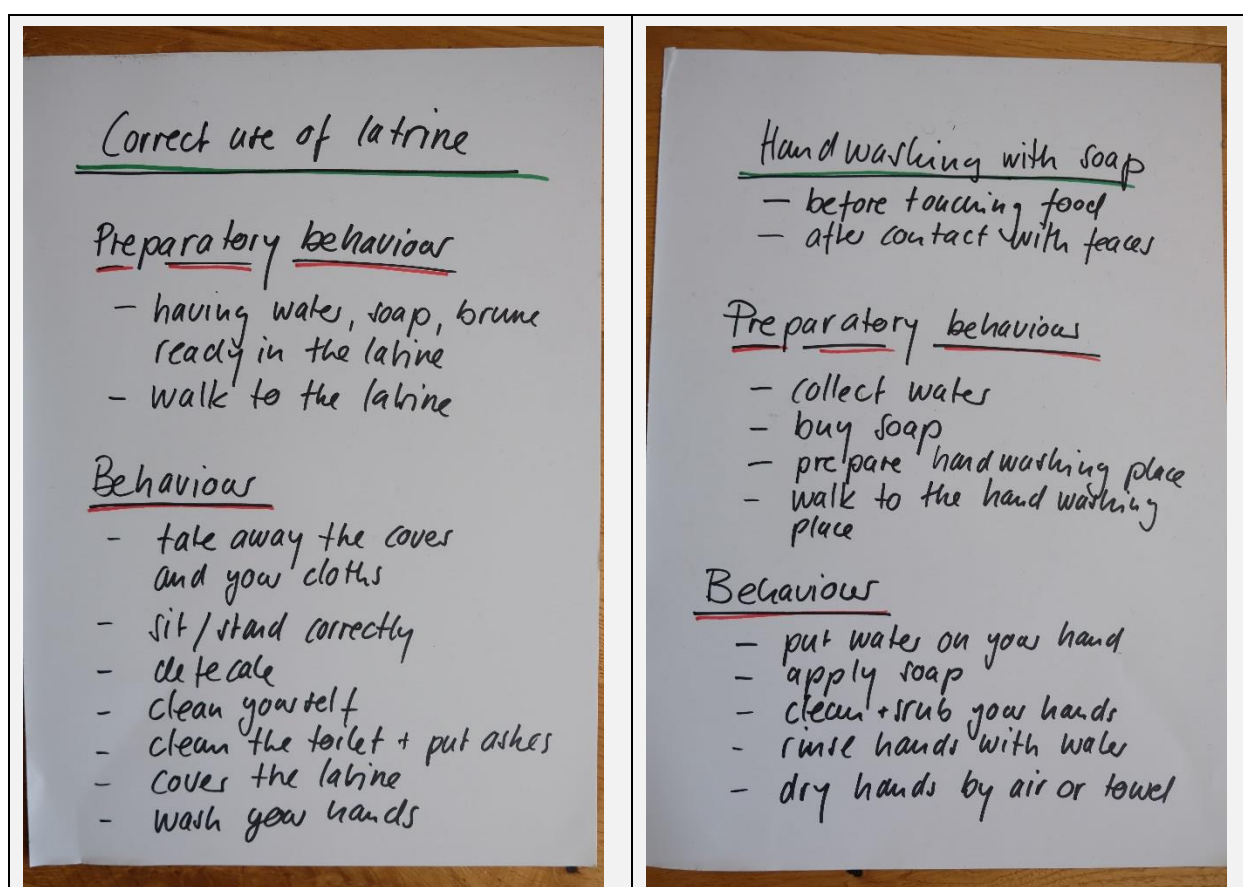 Correct use of latrine
Preparatory behaviour
- having water, soap, brume
ready in the latrine
- walk to the latrine
Behaviour
- take away the cover
and your cloths
- sit/stand correctly
- defecate
- clean yourself
- clean the toilet + put ashes
- cover the latrine
- wash your hands
Handwashing with soap
- before touching food
- after contact with feaces
Preparatory behaviour
- collect water
- buy soap
- prepare handwashing place
- walk to the hand washing
place
Behaviour
- put water on your hand
- apply soap
- clean + scrub your hands
- rinse hands with water
- dry hands by air or towel